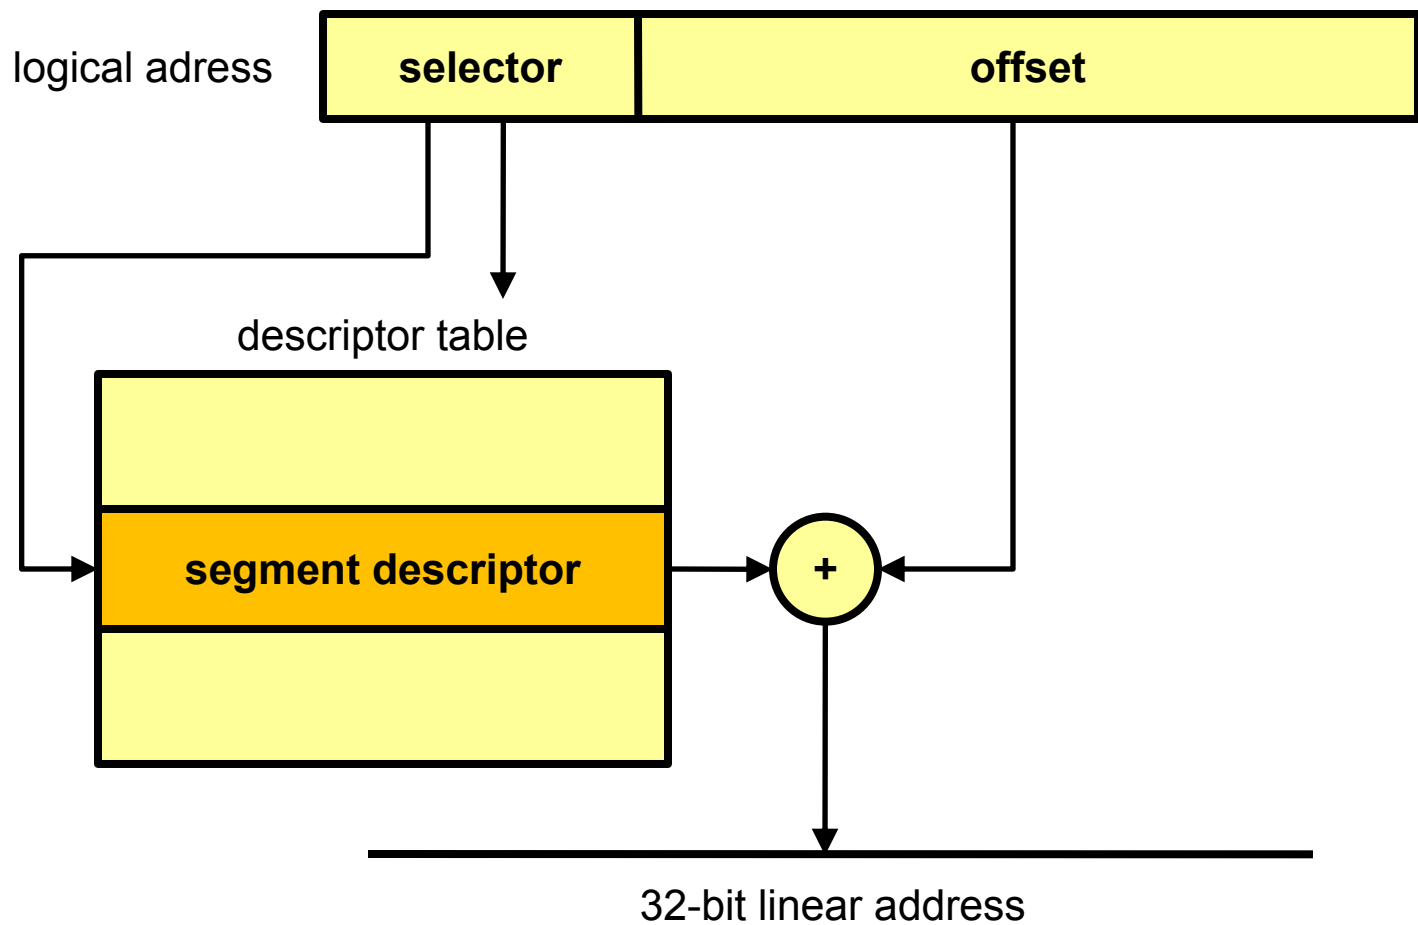 logical adress
selector
offset
descriptor table
segment descriptor
+
32-bit linear address